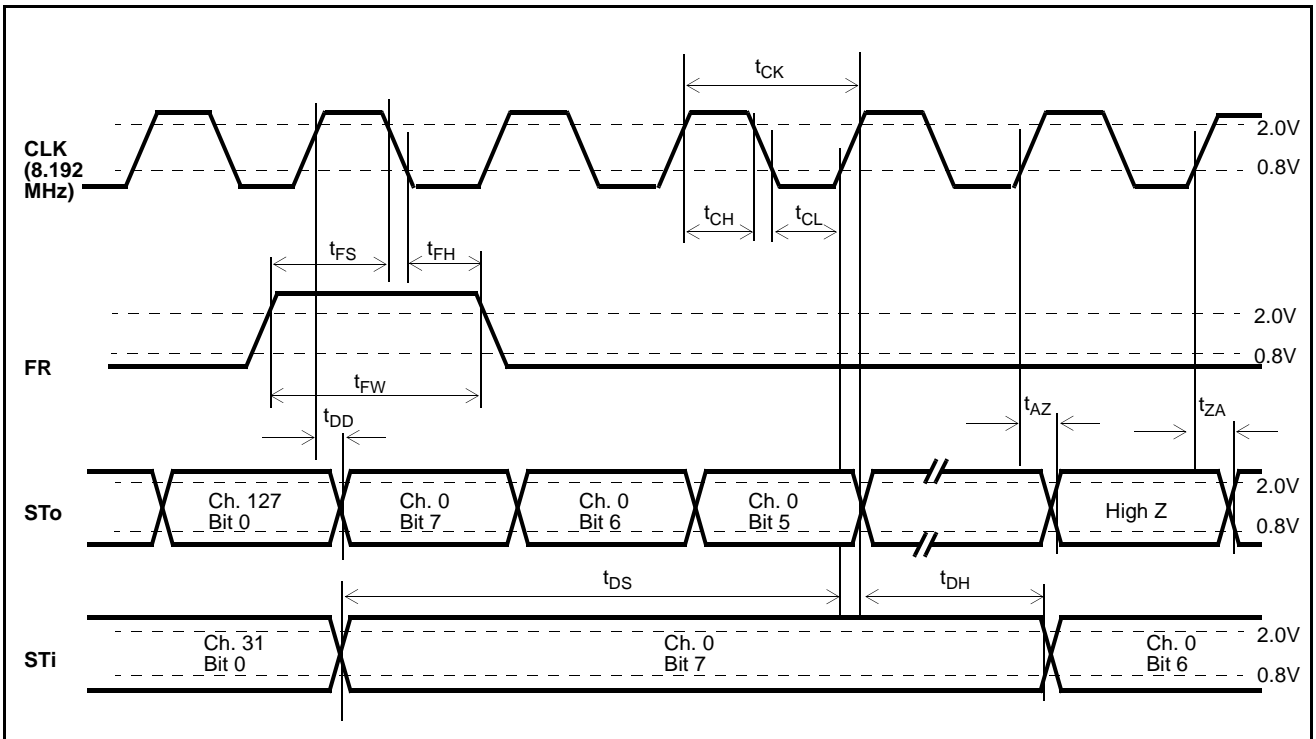 tCK
CLK
(8.192
MHz)
2.0V
0.8V
tCH
tCL
tFS
tFH
FR
2.0V
0.8V
tFW
tDD
tAZ
tZA
STo
Ch. 127
Bit 0
Ch. 0
Bit 7
Ch. 0
Bit 6
Ch. 0
Bit 5
High Z
2.0V
0.8V
tDS
tDH
STi
Ch. 31
Bit 0
Ch. 0
Bit 7
Ch. 0
Bit 6
2.0V
0.8V